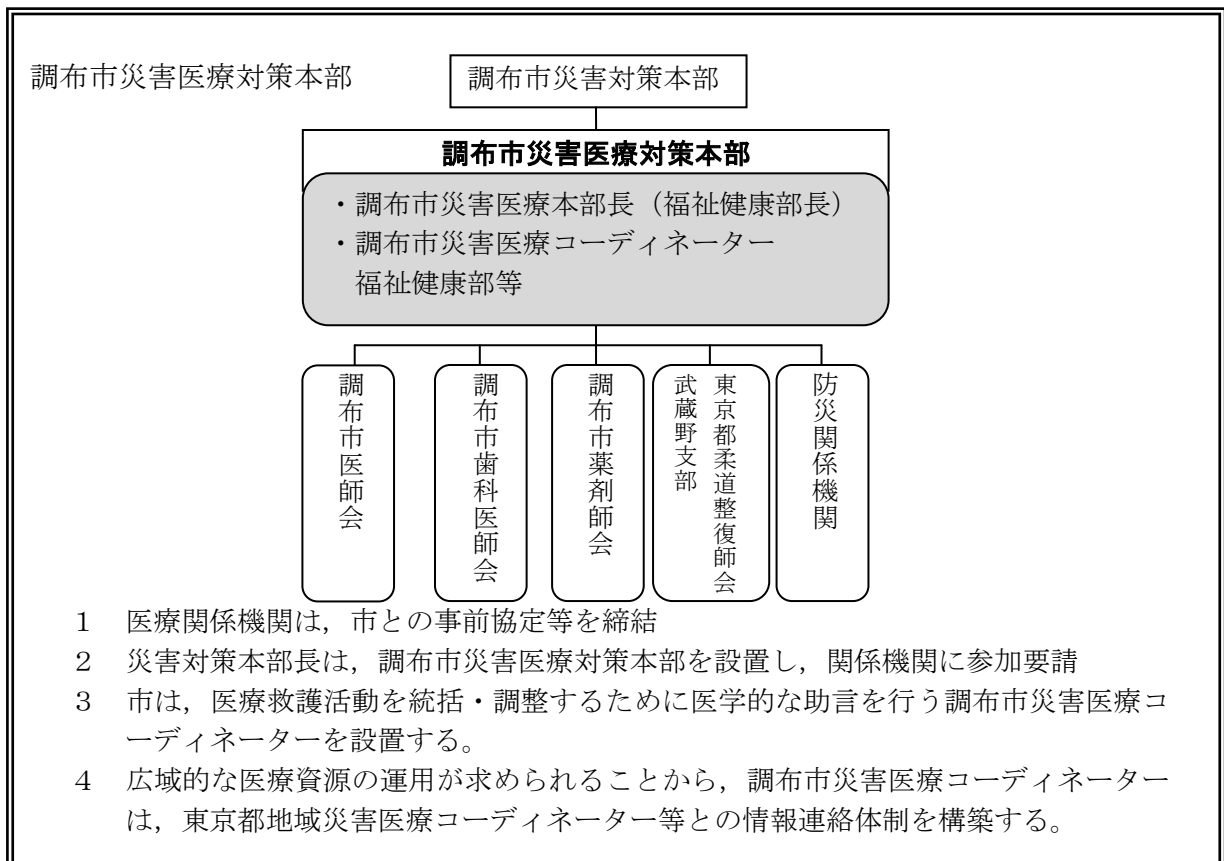 調布市災害医療対策本部
調布市災害対策本部
調布市災害医療対策本部
・調布市災害医療本部長（福祉健康部長）
・調布市災害医療コーディネーター
福祉健康部等
調布市医師会
調布市歯科医師会
調布市薬剤師会
東京都柔道整復師会
武蔵野支部
防災関係機関
１　医療関係機関は，市との事前協定等を締結
２　災害対策本部長は，調布市災害医療対策本部を設置し，関係機関に参加要請
３　市は，医療救護活動を統括・調整するために医学的な助言を行う調布市災害医療コ
ーディネーターを設置する。
４　広域的な医療資源の運用が求められることから，調布市災害医療コーディネーター
は，東京都地域災害医療コーディネーター等との情報連絡体制を構築する。